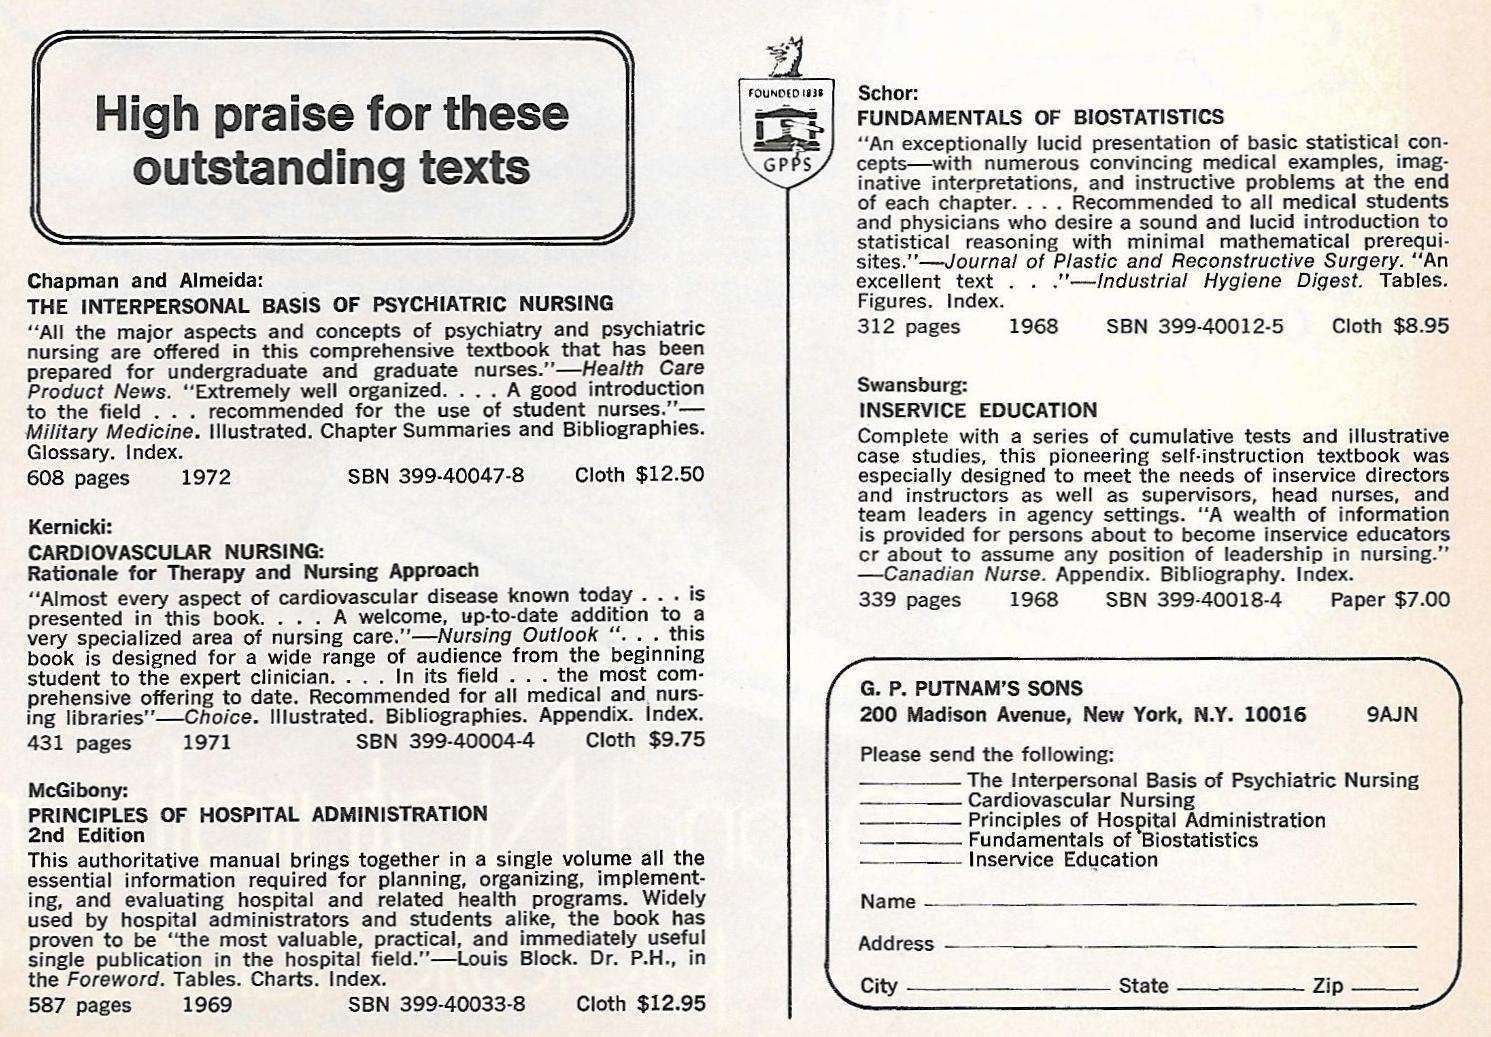 High praise for these
outstanding texts
Chapman and Almeida:
THE INTERPERSONAL BASIS OF PSYCHIATRIC NURSING
“All the major aspects and concepts of psychiatry and psychiatric
nursing are offered in this comprehensive textbook that has been
prepared for undergraduate and graduate nurses.”—Health Care
Product News. “Extremely well organized. . . . A good introduction
to the field . . . recommended for the use of student nurses.”—
Military Medicine. Illustrated. Chapter Summaries and Bibliographies.
Glossary. Index.
608 pages 1972 SBN 399-40047-8 Cloth $12.50
Kernicki:
CARDIOVASCULAR NURSING:
Rationale for Therapy and Nursing Approach
“Almost every aspect of cardiovascular disease known today . . . is
presented in this book. . . . A welcome, up-to-date addition to a
very specialized area of nursing care.”—Nursing Outlook “. . . this
book is designed for a wide range of audience from the beginning
student to the expert clinician. . . . In its field . . . the most com-
prehensive offering to date. Recommended for all medical and nurs-
ing libraries”—Choice. Illustrated. Bibliographies. Appendix. Index.
431 pages 1971 SBN 399-40004-4 Cloth $9.75
McGibony:
PRINCIPLES OF HOSPITAL ADMINISTRATION
2nd Edition
This authoritative manual brings together in a single volume all the
essential information required for planning, organizing, implement-
ing, and evaluating hospital and related health programs. Widely
used by hospital administrators and students alike, the book has
proven to be “the most valuable, practical, and immediately useful
single publication in the hospital field.”—Louis Block. Dr. P.H., in
the Foreword. Tables. Charts. Index.
587 pages 1969 SBN 399-40033-8 Cloth $12.95
FOUNDED 1838
GPPS
Schor:
FUNDAMENTALS OF BIOSTATISTICS
“An exceptionally lucid presentation of basic statistical con-
cepts—with numerous convincing medical examples, imag-
inative interpretations, and instructive problems at the end
of each chapter. . . . Recommended to all medical students
and physicians who desire a sound and lucid introduction to
statistical reasoning with minimal mathematical prerequi-
sites.”—Journal of Plastic and Reconstructive Surgery. “An
excellent text . . .”—Industrial Hygiene Digest. Tables.
Figures. Index.
312 pages 1968 SBN 399-40012-5 Cloth $8.95
Swansburg:
INSERVICE EDUCATION
Complete with a series of cumulative tests and illustrative
case studies, this pioneering self-instruction textbook was
especially designed to meet the needs of inservice directors
and instructors as well as supervisors, head nurses, and
team leaders in agency settings. “A wealth of information
is provided for persons about to become inservice educators
or about to assume any position of leadership in nursing.”
—Canadian Nurse. Appendix. Bibliography. Index.
339 pages 1968 SBN 399-40018-4 Paper $7.00
G. P. PUTNAM’S SONS
200 Madison Avenue, New York, N.Y. 10016 9AJN
Please send the following:
The Interpersonal Basis of Psychiatric Nursing
Cardiovascular Nursing
Principles of Hospital Administration
Fundamentals of Biostatistics
Inservice Education
Name
Address
City State Zip